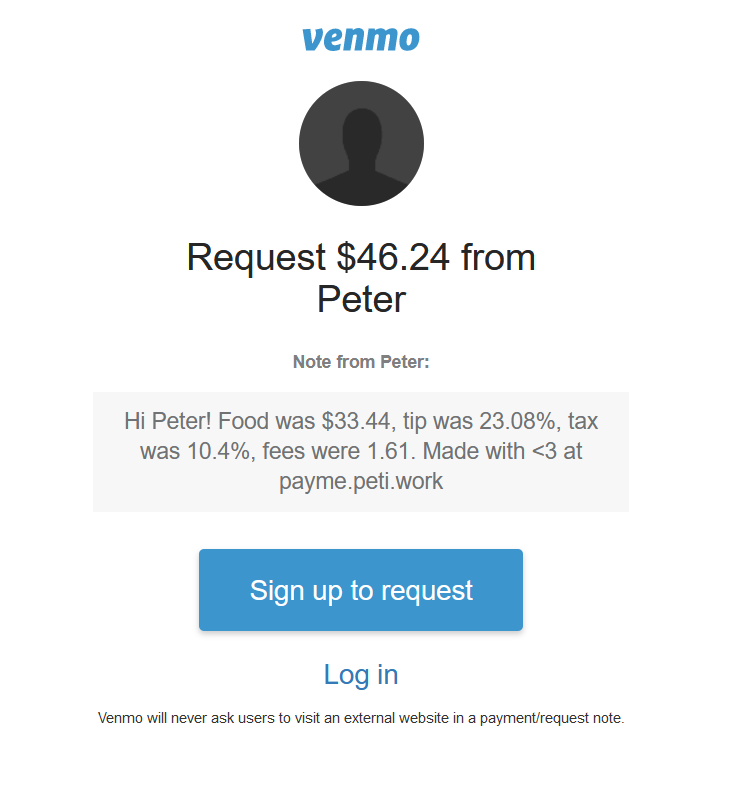 venmo
Request $46.24 from
Peter
Note from Peter:
Hi Peter! Food was $33.44, tip was 23.08%, tax
was 10.4%, fees were 1.61. Made with <3 at
payme.peti.work
Sign up to request
Log in
Venmo will never ask users to visit an external website in a payment/request note.